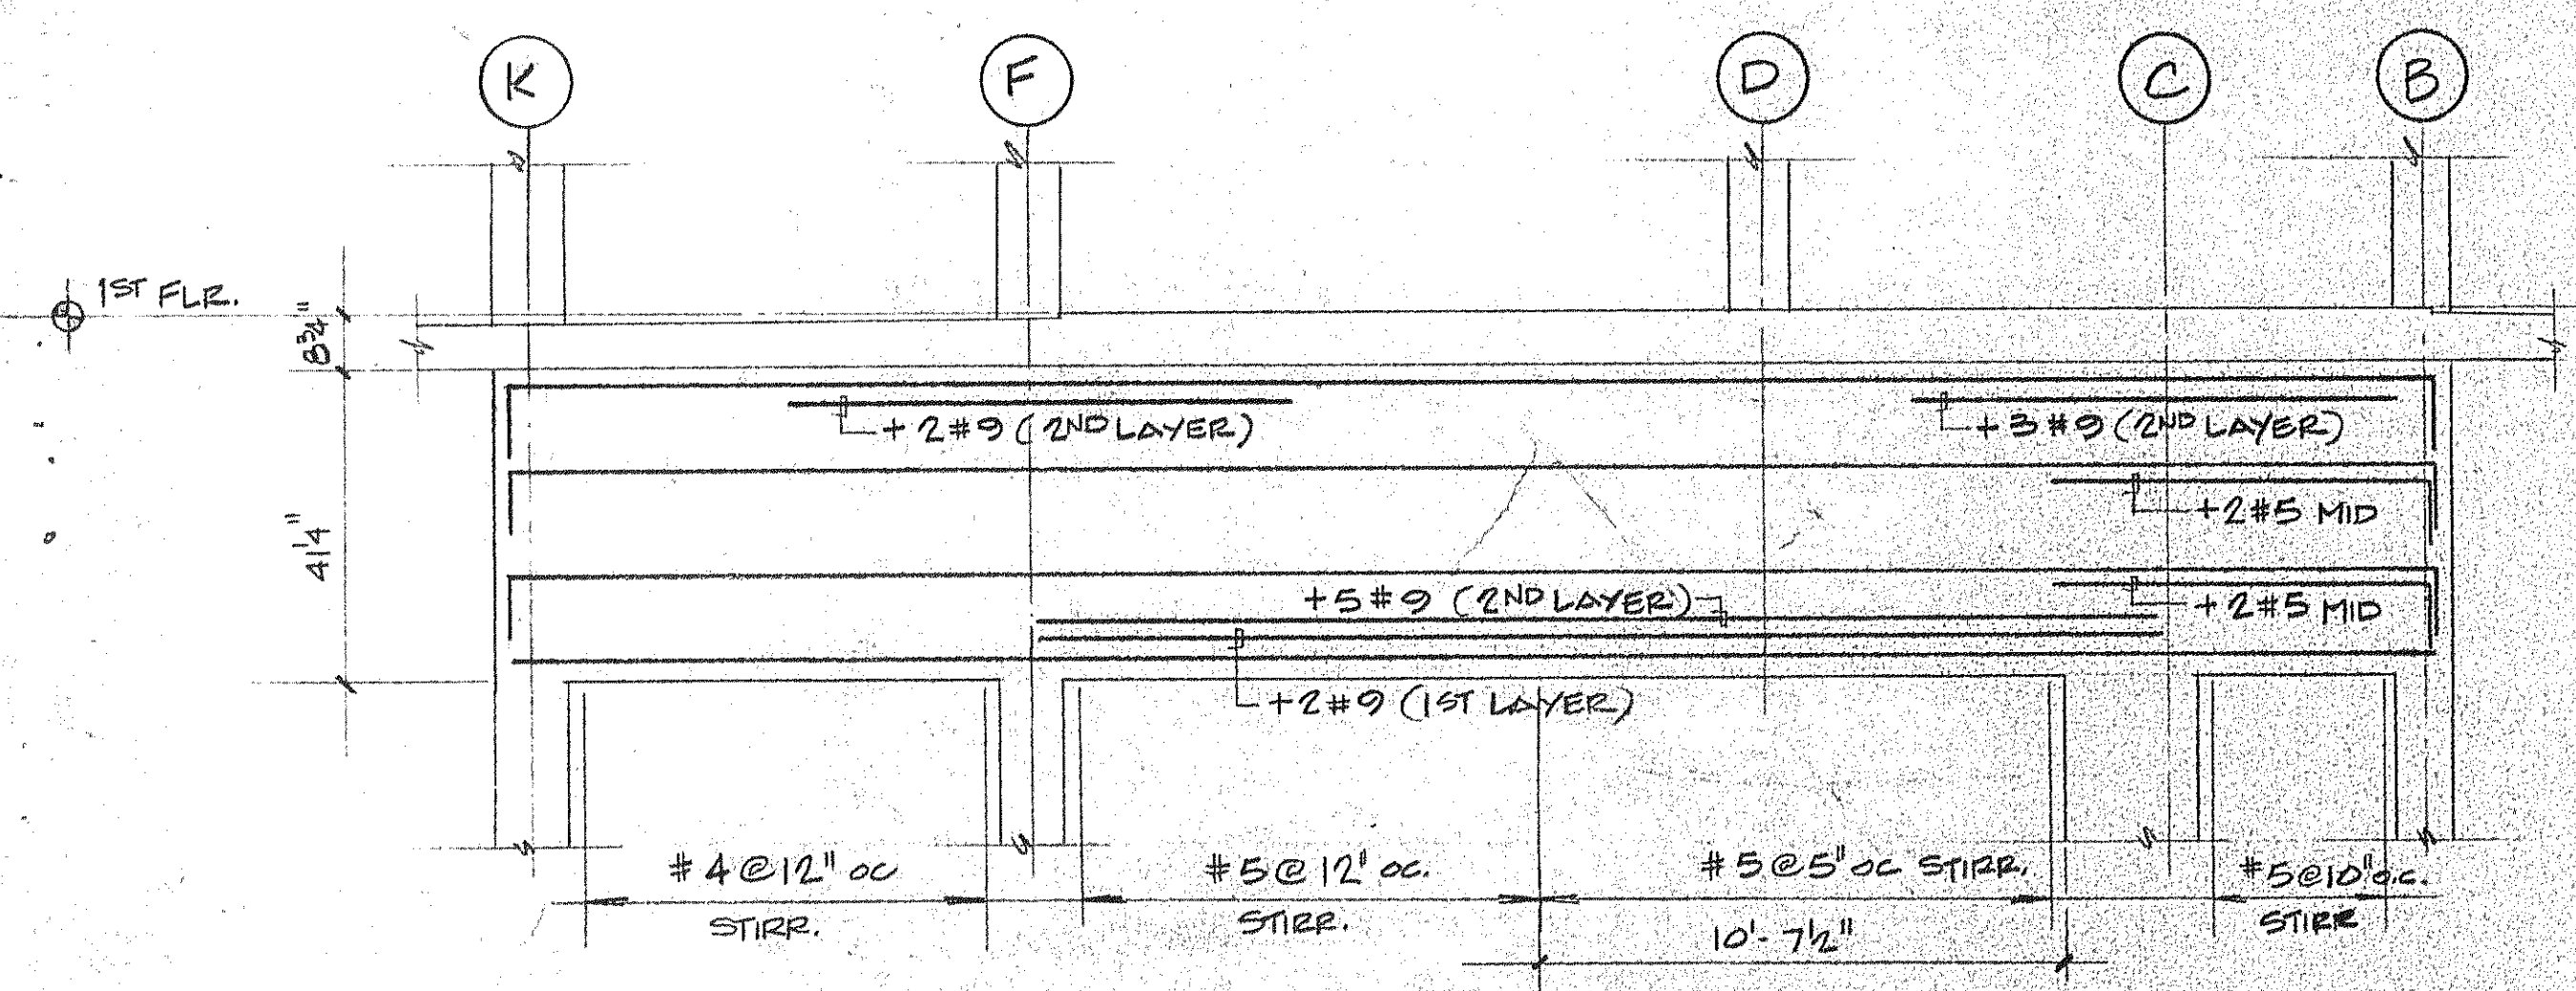 K F D C B
1ST FLR.
8 3/4"
41 1/4"
+2#9 (2ND LAYER)
+3#9 (2ND LAYER)
+2#5 MID
+5#9 (2ND LAYER)
+2#5 MID
+2#9 (1ST LAYER)
#4@12" OC
STIRR.
#5@12" OC.
STIRR.
#5@5" OC STIRR.
10'-7 1/2"
#5@10" O.C.
STIRR